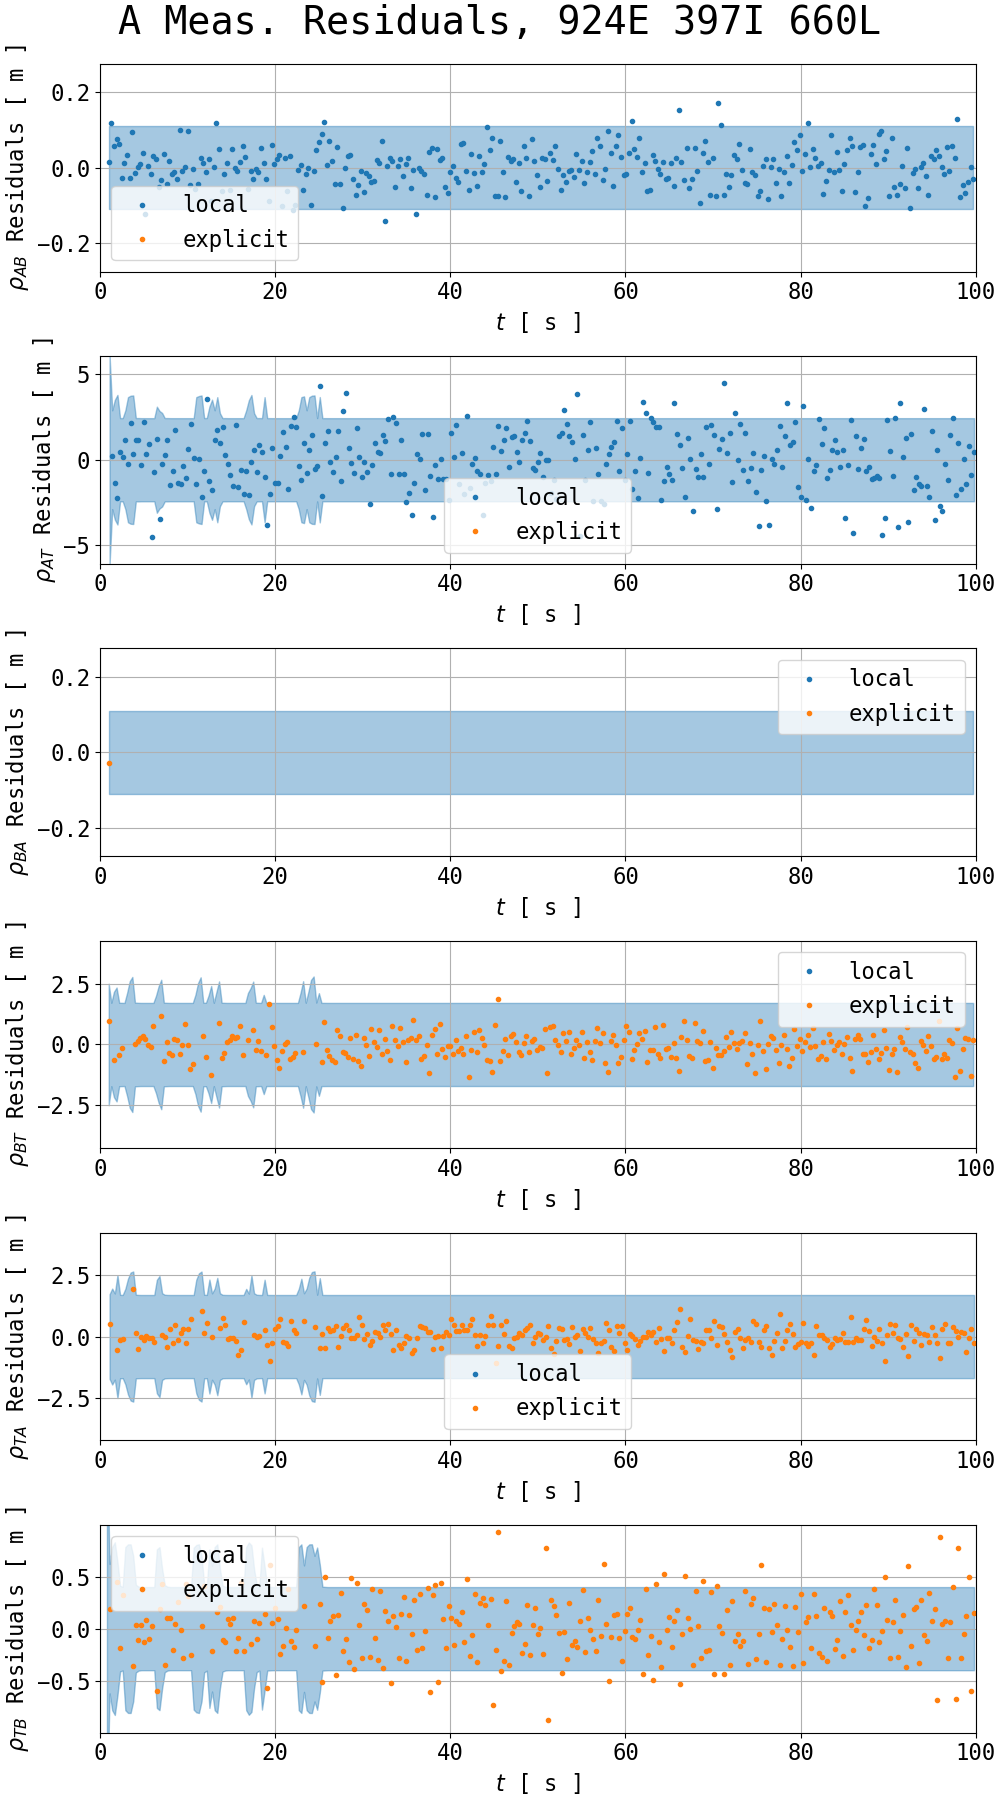 A Meas. Residuals, 924E 397I 660L
ρAB Residuals [ m ]
0.2
0.0
−0.2
local
explicit
0 20 40 60 80 100
t [ s ]
ρAT Residuals [ m ]
5
0
−5
local
explicit
0 20 40 60 80 100
t [ s ]
ρBA Residuals [ m ]
0.2
0.0
−0.2
local
explicit
0 20 40 60 80 100
t [ s ]
ρBT Residuals [ m ]
2.5
0.0
−2.5
local
explicit
0 20 40 60 80 100
t [ s ]
ρTA Residuals [ m ]
2.5
0.0
−2.5
local
explicit
0 20 40 60 80 100
t [ s ]
ρTB Residuals [ m ]
0.5
0.0
−0.5
local
explicit
0 20 40 60 80 100
t [ s ]